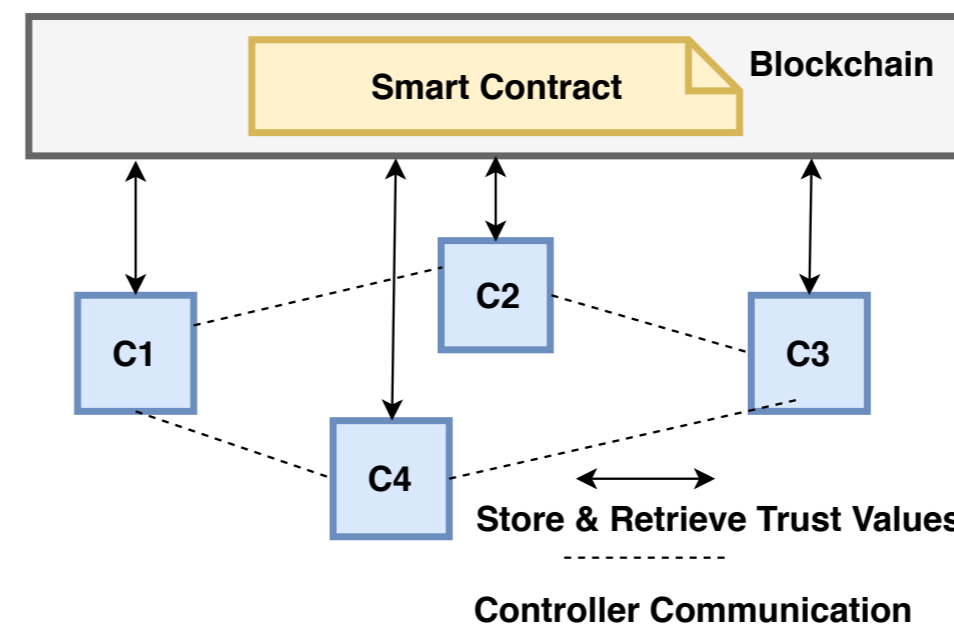 Blockchain
Smart Contract
C2
C1
C3
C4
Store & Retrieve Trust Values
Controller Communication